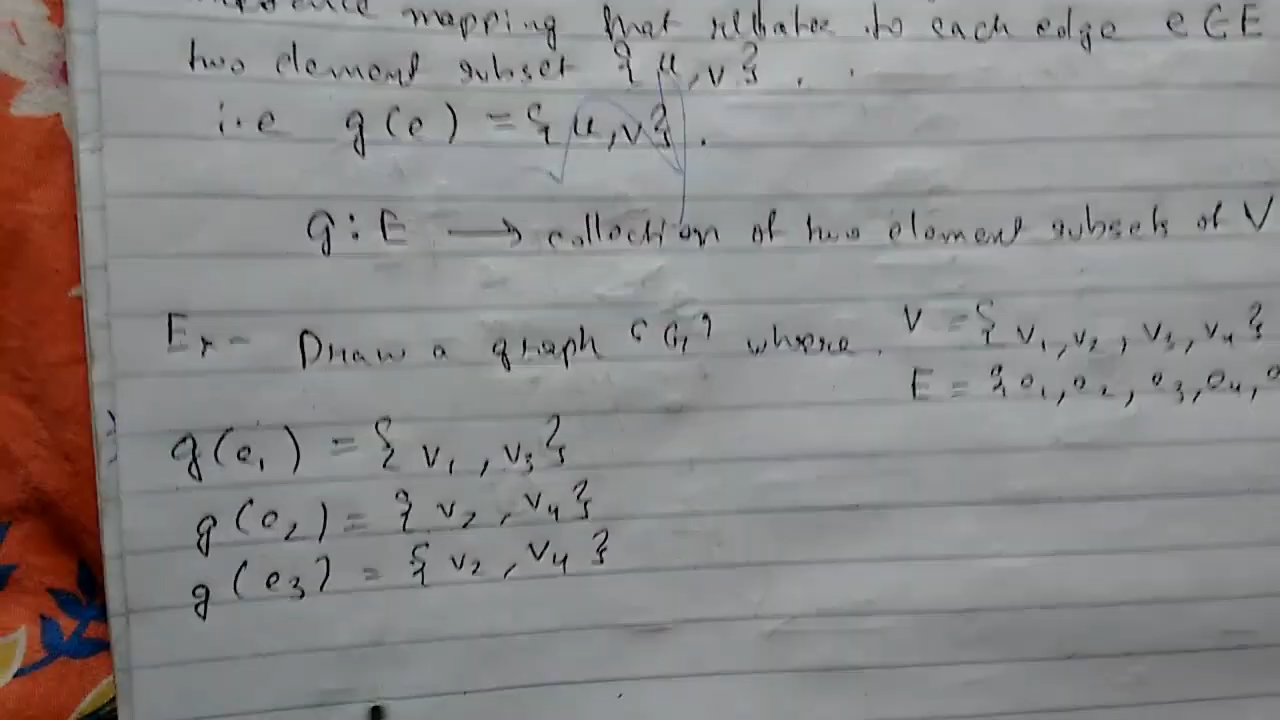 mapping that relates to each edge e ∈ E
two element subset {u, v}.
i.e g(e) = {u, v}.
g : E → collection of two element subsets of V
Ex- Draw a graph 'G' where V = {v₁, v₂, v₃, v₄}
E = {e₁, e₂, e₃, e₄,
g(e₁) = {v₁, v₃}
g(e₂) = {v₂, v₄}
g(e₃) = {v₂, v₄}